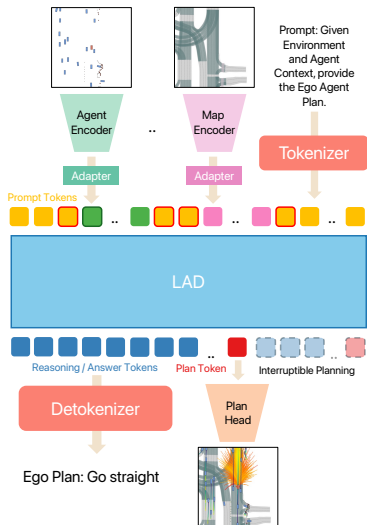 Prompt: Given
Environment
and Agent
Context, provide
the Ego Agent
Plan.
Agent
Encoder
..
Map
Encoder
Tokenizer
Adapter
Adapter
Prompt Tokens
.. .. .. ..
LAD
.. ..
Reasoning / Answer Tokens
Plan Token
Interruptible Planning
Detokenizer
Plan
Head
Ego Plan: Go straight